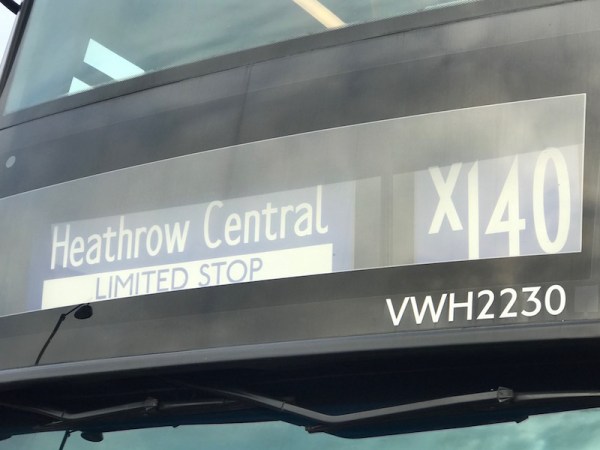 Heathrow Central
LIMITED STOP
X140
VWH2230